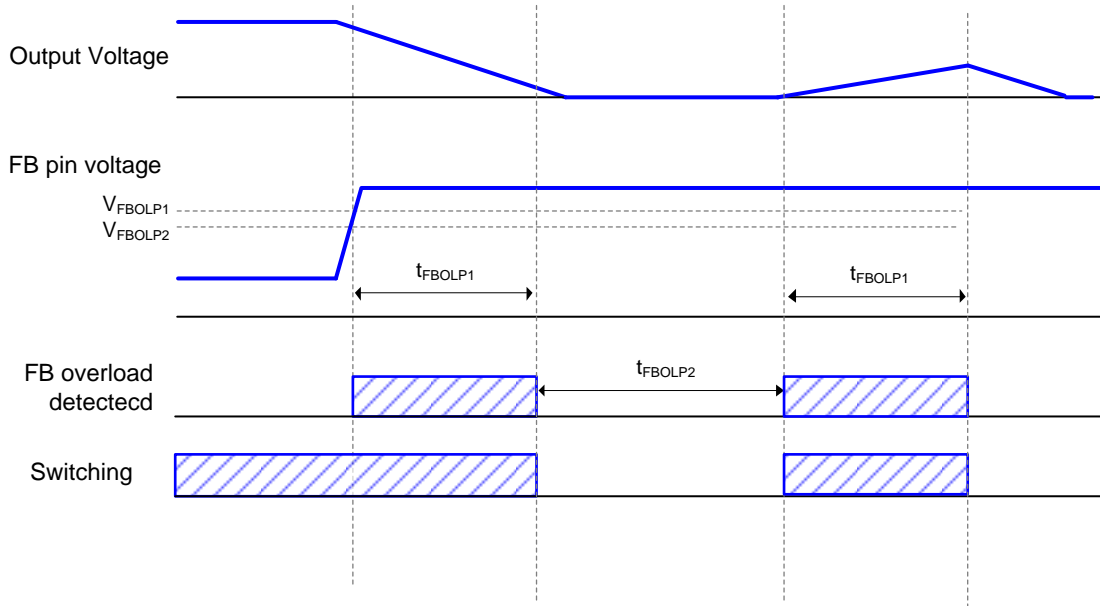 Output Voltage
FB pin voltage
VFBOLP1
VFBOLP2
tFBOLP1
tFBOLP1
FB overload
detectecd
tFBOLP2
Switching